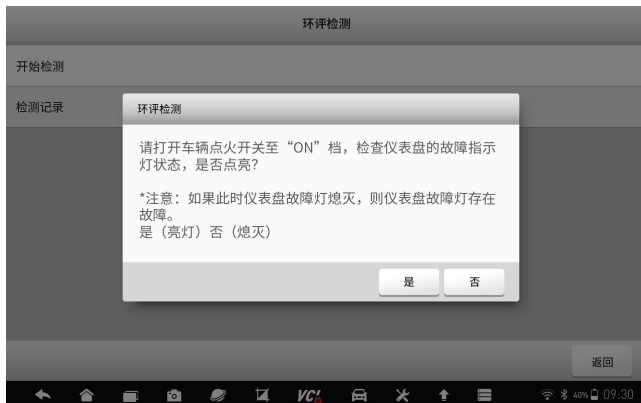 环评检测
开始检测
检测记录
环评检测
请打开车辆点火开关至“ON”档，检查仪表盘的故障指示
灯状态，是否点亮？
*注意：如果此时仪表盘故障灯熄灭，则仪表盘故障灯存在
故障。
是（亮灯）否（熄灭）
是 否
返回
VCI 40% 09:30